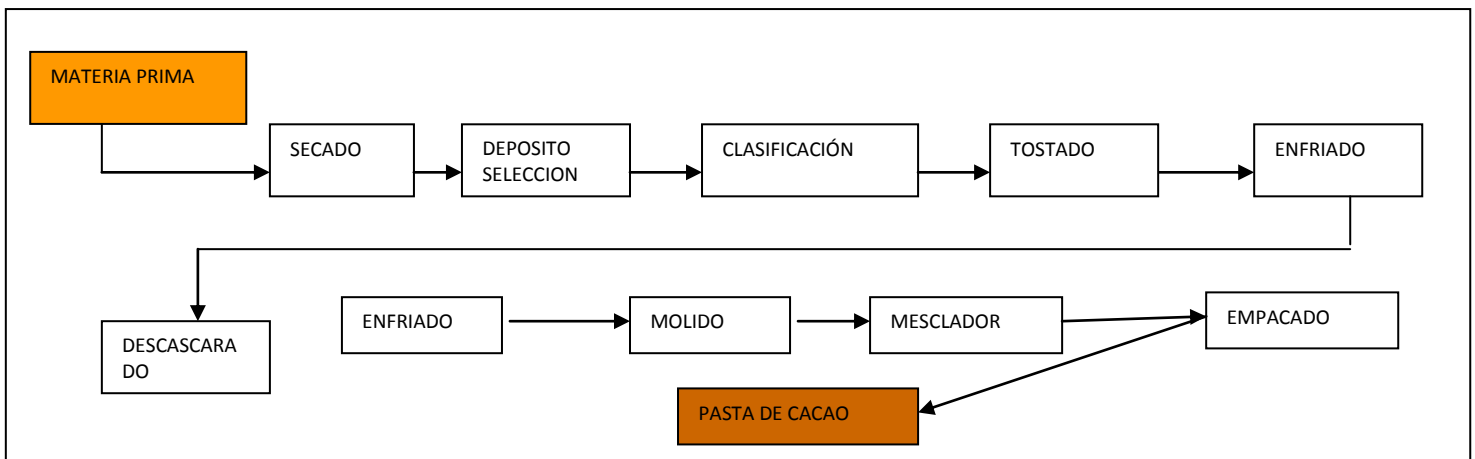 MATERIA PRIMA
SECADO
DEPOSITO
SELECCION
CLASIFICACIÓN
TOSTADO
ENFRIADO
DESCASCARA
DO
ENFRIADO
MOLIDO
MESCLADOR
EMPACADO
PASTA DE CACAO